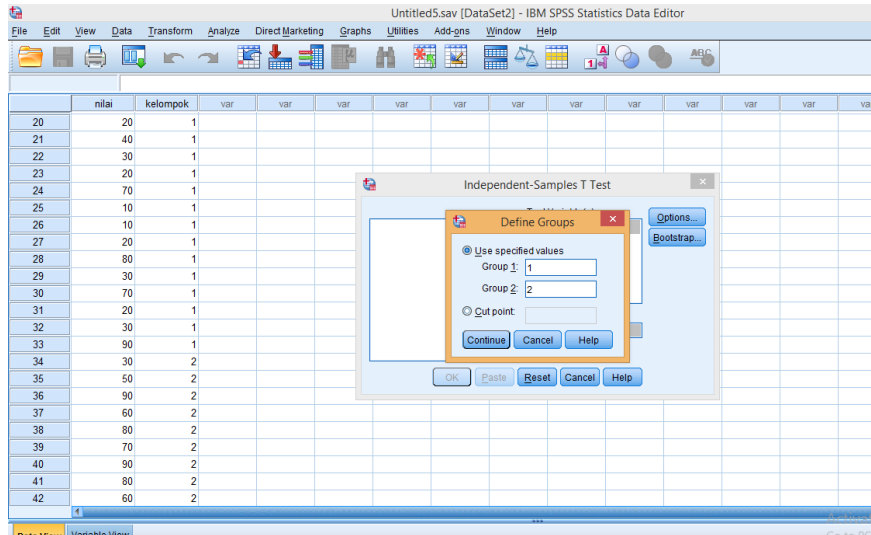 Untitled5.sav [DataSet2] - IBM SPSS Statistics Data Editor
File Edit View Data Transform Analyze Direct Marketing Graphs Utilities Add-ons Window Help
nilai kelompok var var var var var var var var var var var va
20 20 1
21 40 1
22 30 1
23 20 1
24 70 1
25 10 1
26 10 1
27 20 1
28 80 1
29 30 1
30 70 1
31 20 1
32 30 1
33 90 1
34 30 2
35 50 2
36 90 2
37 60 2
38 80 2
39 70 2
40 90 2
41 80 2
42 60 2
Independent-Samples T Test
Options...
Bootstrap...
Define Groups
Use specified values
Group 1: 1
Group 2: 2
Cut point:
Continue Cancel Help
OK Paste Reset Cancel Help
Data View Variable View